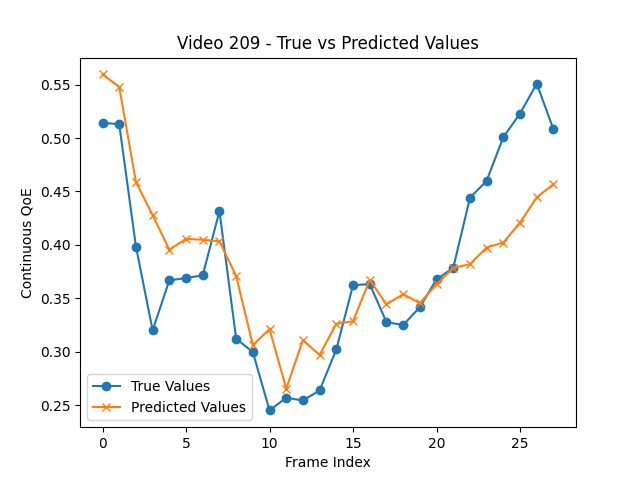 Video 209 - True vs Predicted Values
Continuous QoE
0.55
0.50
0.45
0.40
0.35
0.30
0.25
True Values
Predicted Values
0 5 10 15 20 25
Frame Index